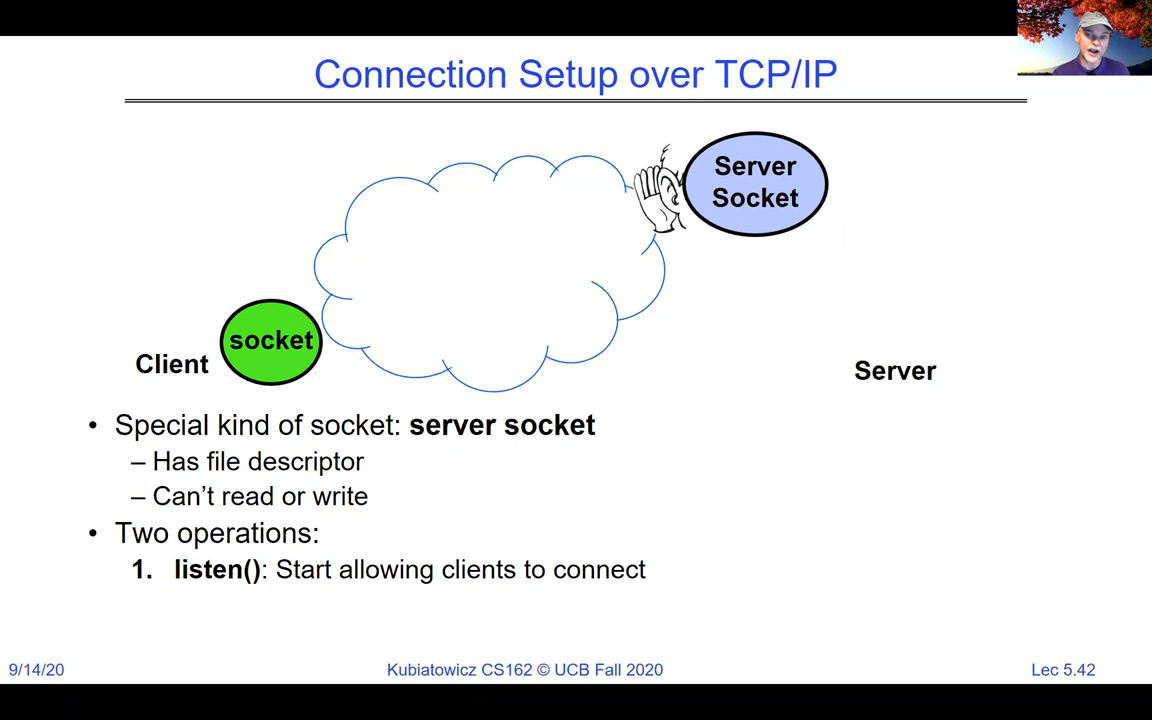 Connection Setup over TCP/IP
Server
Socket
socket
Client
Server
• Special kind of socket: server socket
– Has file descriptor
– Can't read or write
• Two operations:
1. listen(): Start allowing clients to connect
9/14/20
Kubiatowicz CS162 © UCB Fall 2020
Lec 5.42